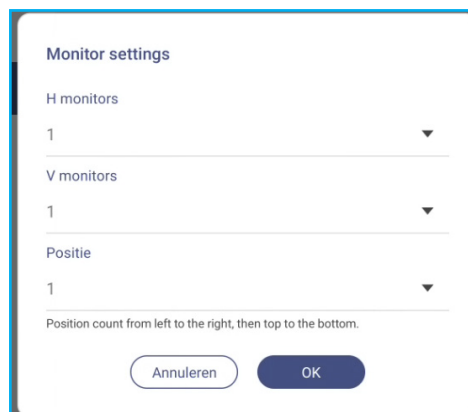 Monitor settings
H monitors
1
V monitors
1
Positie
1
Position count from left to the right, then top to the bottom.
Annuleren OK